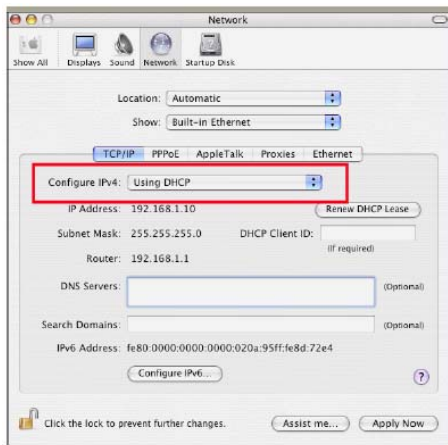 Network
Show All Displays Sound Network Startup Disk
Location: Automatic
Show: Built-in Ethernet
TCP/IP PPPoE AppleTalk Proxies Ethernet
Configure IPv4: Using DHCP
IP Address: 192.168.1.10 Renew DHCP Lease
Subnet Mask: 255.255.255.0 DHCP Client ID:
(If required)
Router: 192.168.1.1
DNS Servers: (Optional)
Search Domains: (Optional)
IPv6 Address: fe80:0000:0000:0000:020a:95ff:fe8d:72e4
Configure IPv6... ?
Click the lock to prevent further changes. Assist me... Apply Now